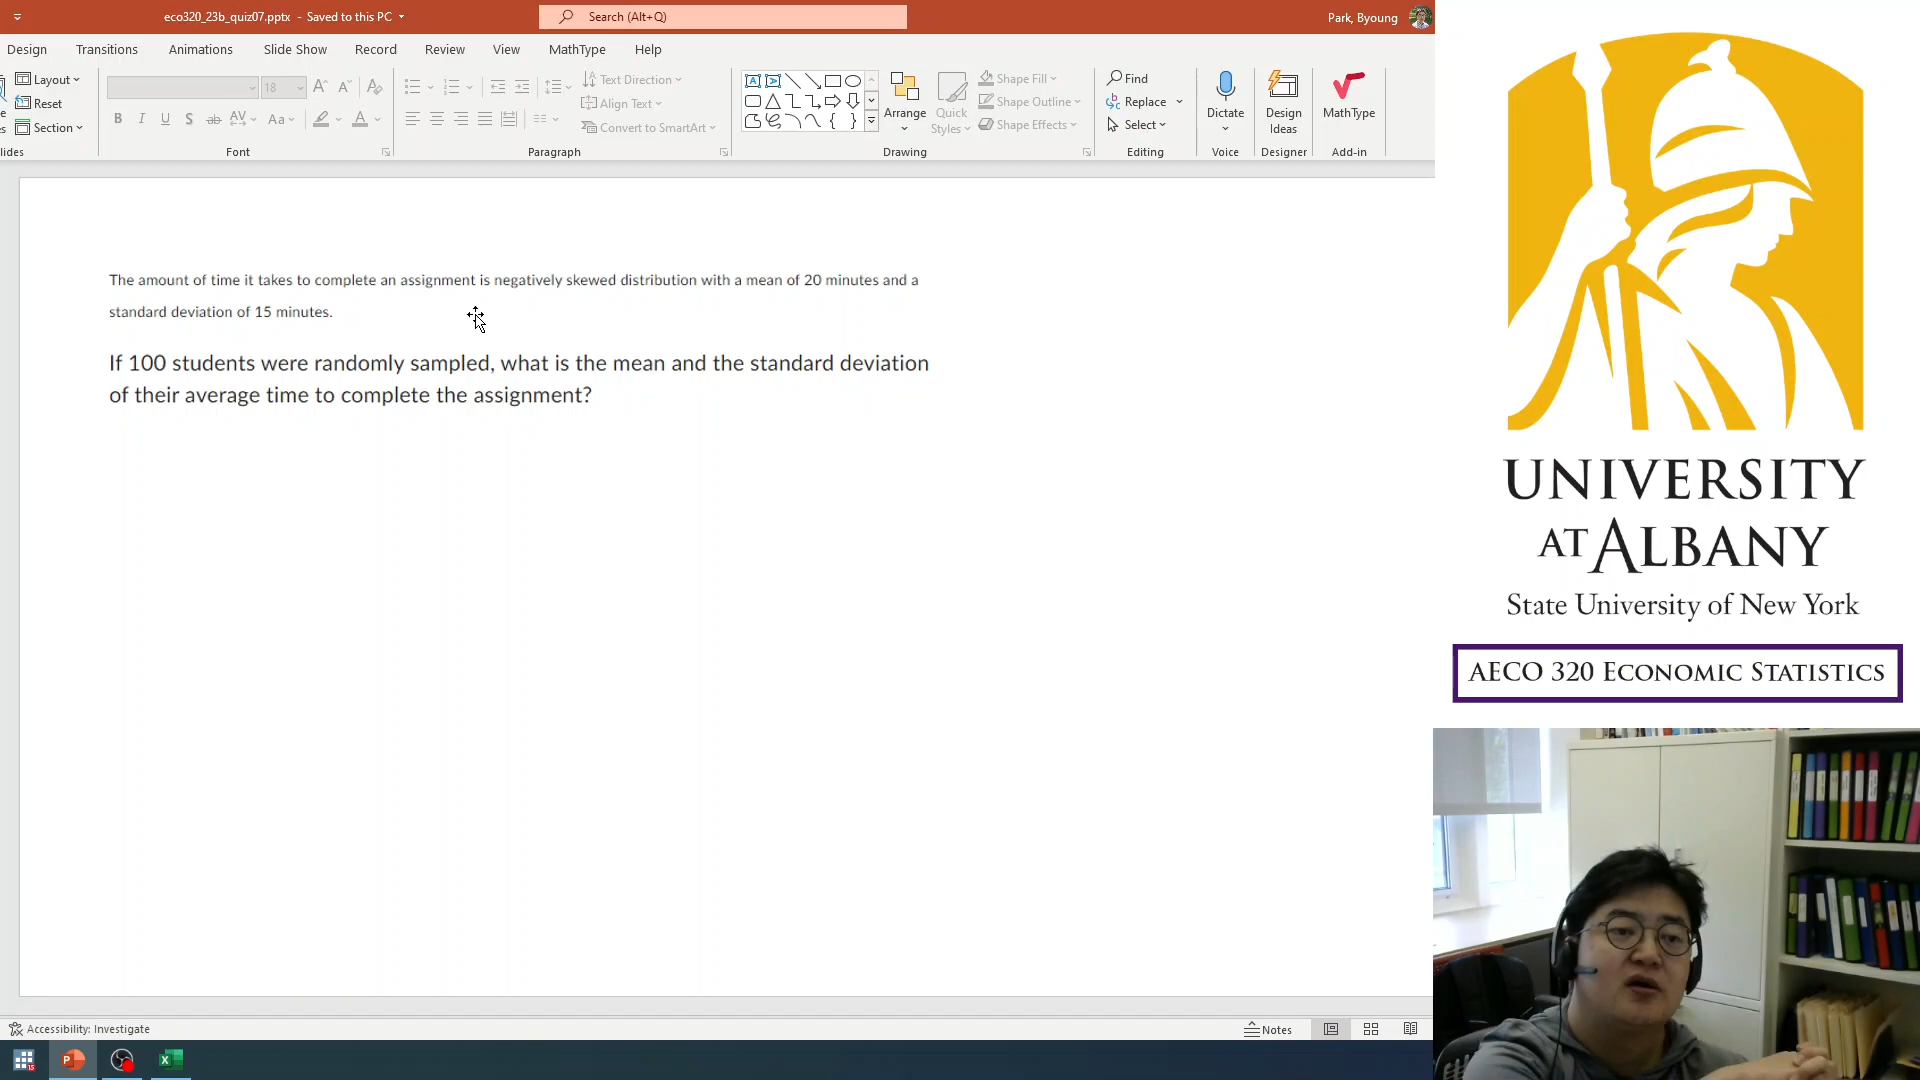 eco320_23b_quiz07.pptx - Saved to this PC
Search (Alt+Q)
Park, Byoung
Design Transitions Animations Slide Show Record Review View MathType Help
Layout
Reset
Section
lides
18
Font
Text Direction
Align Text
Convert to SmartArt
Paragraph
Arrange
Quick
Styles
Shape Fill
Shape Outline
Shape Effects
Drawing
Find
Replace
Select
Editing
Dictate
Voice
Design
Ideas
Designer
MathType
Add-in
The amount of time it takes to complete an assignment is negatively skewed distribution with a mean of 20 minutes and a
standard deviation of 15 minutes.
If 100 students were randomly sampled, what is the mean and the standard deviation
of their average time to complete the assignment?
UNIVERSITY
AT ALBANY
State University of New York
AECO 320 ECONOMIC STATISTICS
Accessibility: Investigate
Notes